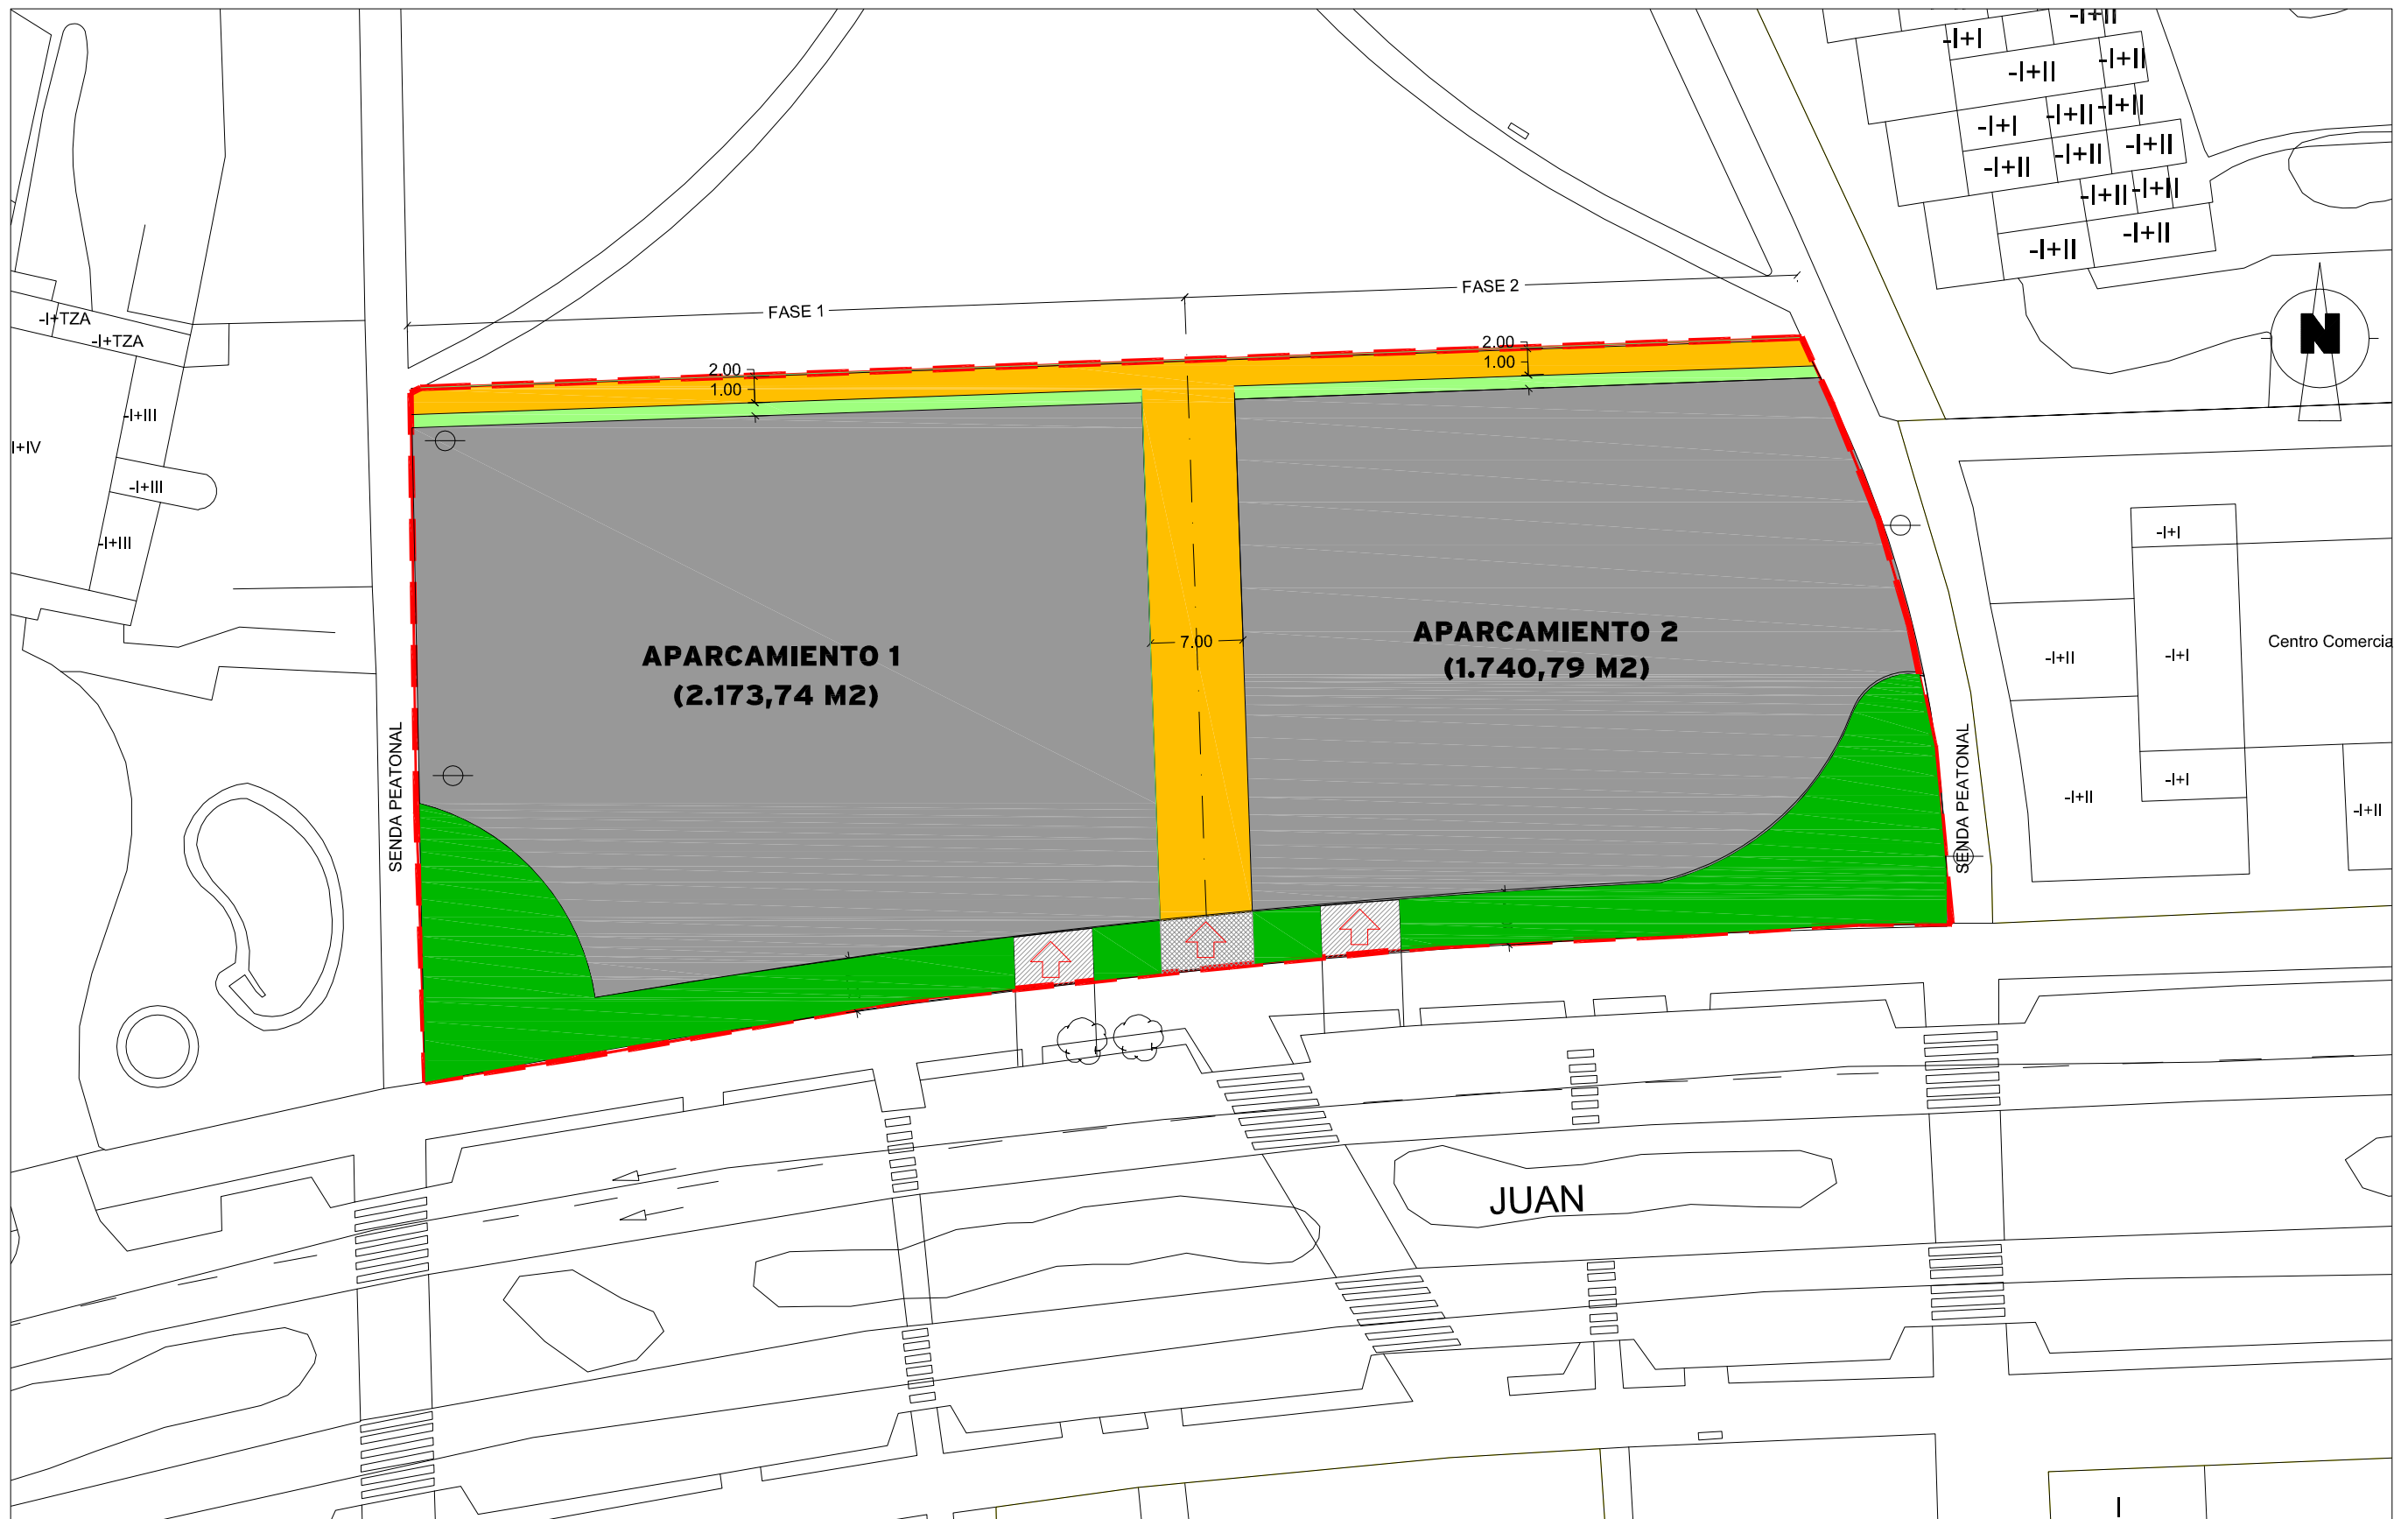 -I+II
-I+I
-I+II
-I+II
-I+II
-I+II
-I+I
-I+II
-I+II
-I+II
-I+II
-I+II
-I+II
-I+II
-I+II
FASE 2
FASE 1
N
-I+TZA
-I+TZA
2.00
1.00
2.00
1.00
-I+III
I+IV
-I+III
-I+III
-I+I
7.00
APARCAMIENTO 1
(2.173,74 M2)
APARCAMIENTO 2
(1.740,79 M2)
Centro Comercia
-I+II
-I+I
SENDA PEATONAL
SENDA PEATONAL
-I+I
-I+II
-I+II
JUAN
I